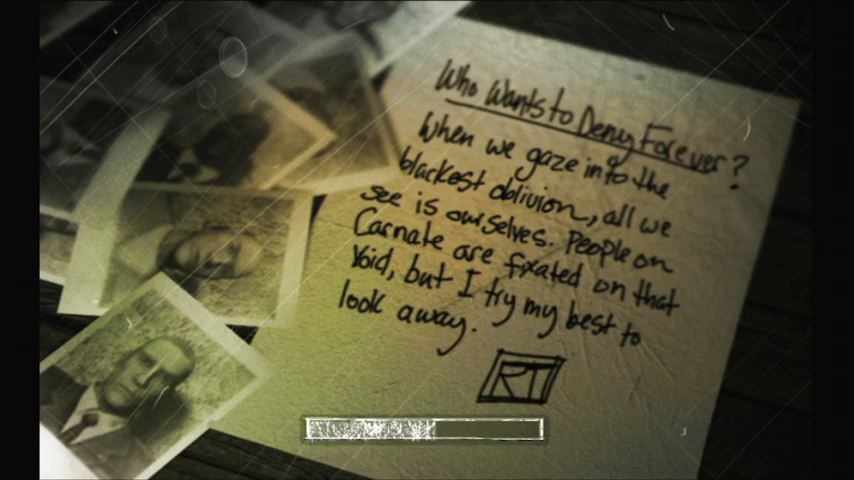 Who Wants to Deny Forever?
When we gaze into the
blackest oblivion, all we
see is ourselves. People on
Carnate are fixated on that
Void, but I try my best to
look away.
RT